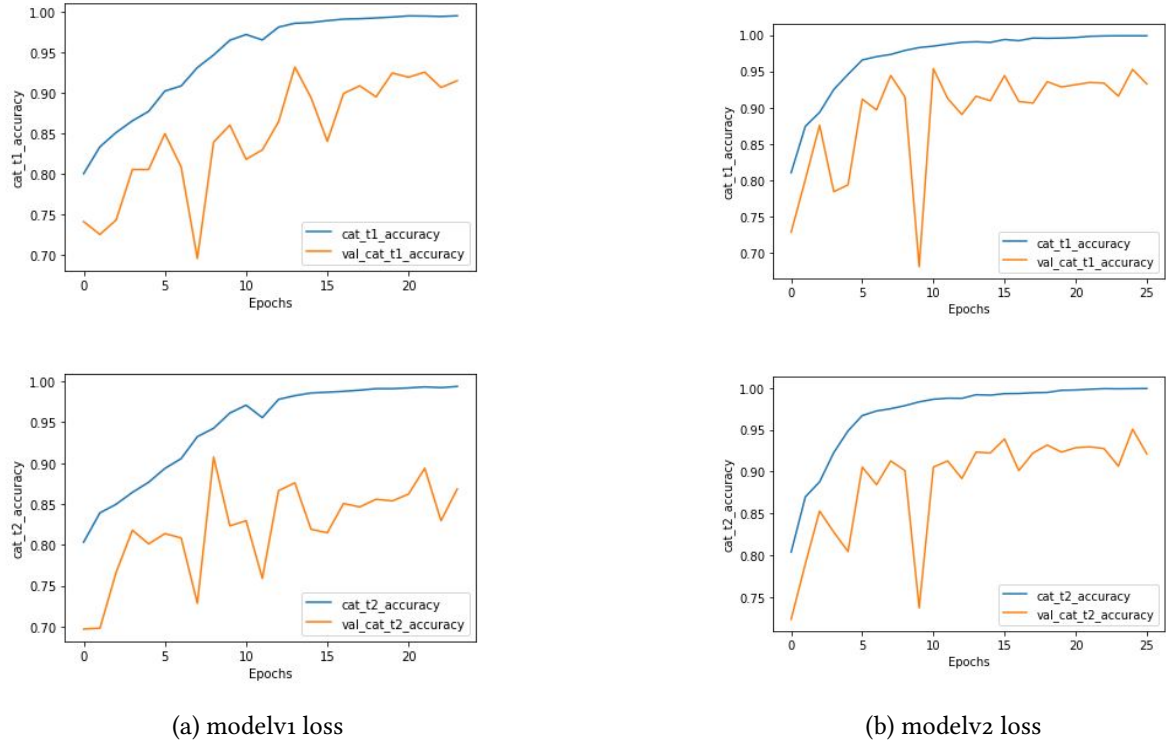 1.00
0.95
0.90
0.85
0.80
0.75
0.70
cat_t1_accuracy
cat_t1_accuracy
val_cat_t1_accuracy
0 5 10 15 20
Epochs
1.00
0.95
0.90
0.85
0.80
0.75
0.70
cat_t1_accuracy
cat_t1_accuracy
val_cat_t1_accuracy
0 5 10 15 20 25
Epochs
1.00
0.95
0.90
0.85
0.80
0.75
0.70
cat_t2_accuracy
cat_t2_accuracy
val_cat_t2_accuracy
0 5 10 15 20
Epochs
1.00
0.95
0.90
0.85
0.80
0.75
cat_t2_accuracy
cat_t2_accuracy
val_cat_t2_accuracy
0 5 10 15 20 25
Epochs
(a) modelv1 loss
(b) modelv2 loss